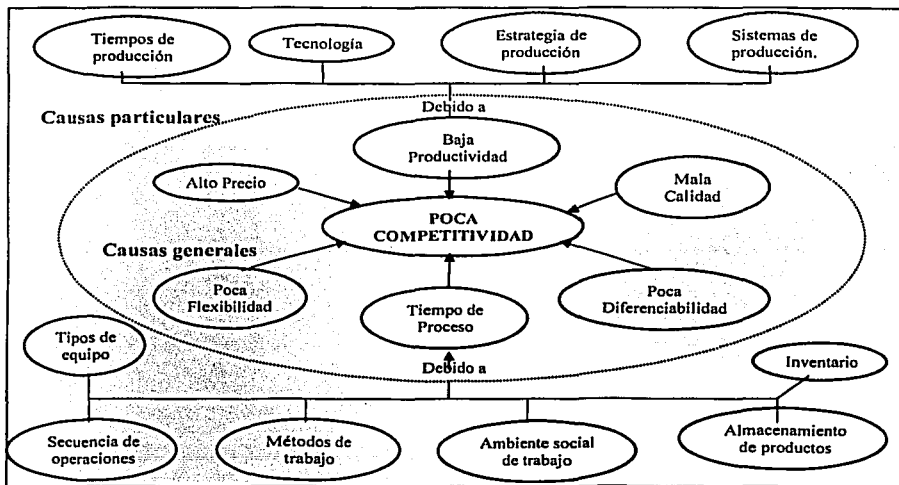 Tiempos de
producción
Tecnología
Estrategia de
producción
Sistemas de
producción.
Debido a
Causas particulares
Baja
Productividad
Alto Precio
Mala
Calidad
POCA
COMPETITIVIDAD
Causas generales
Poca
Flexibilidad
Tiempo de
Proceso
Poca
Diferenciabilidad
Tipos de
equipo
Debido a
Inventario
Secuencia de
operaciones
Métodos de
trabajo
Ambiente social
de trabajo
Almacenamiento
de productos